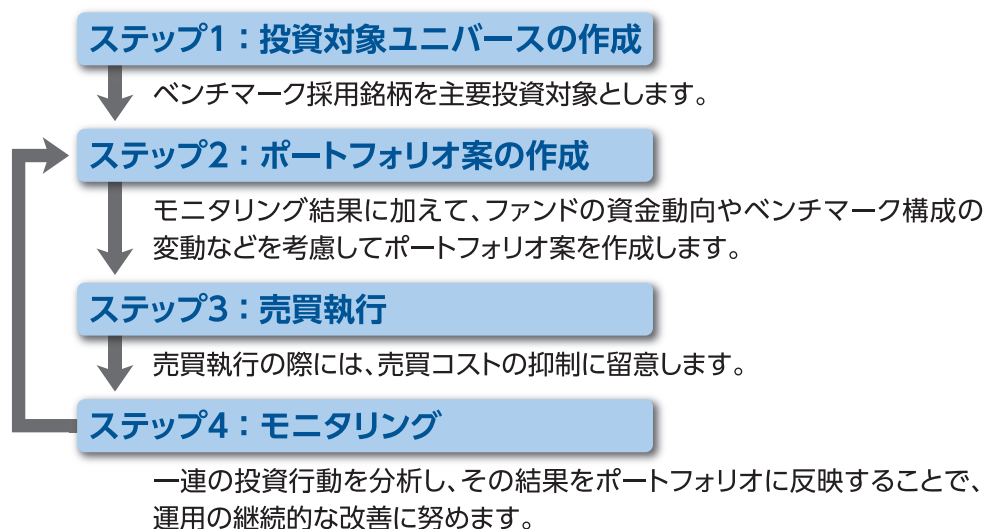 ステップ1：投資対象ユニバースの作成
ベンチマーク採用銘柄を主要投資対象とします。
ステップ2：ポートフォリオ案の作成
モニタリング結果に加えて、ファンドの資金動向やベンチマーク構成の
変動などを考慮してポートフォリオ案を作成します。
ステップ3：売買執行
売買執行の際には、売買コストの抑制に留意します。
ステップ4：モニタリング
一連の投資行動を分析し、その結果をポートフォリオに反映することで、
運用の継続的な改善に努めます。